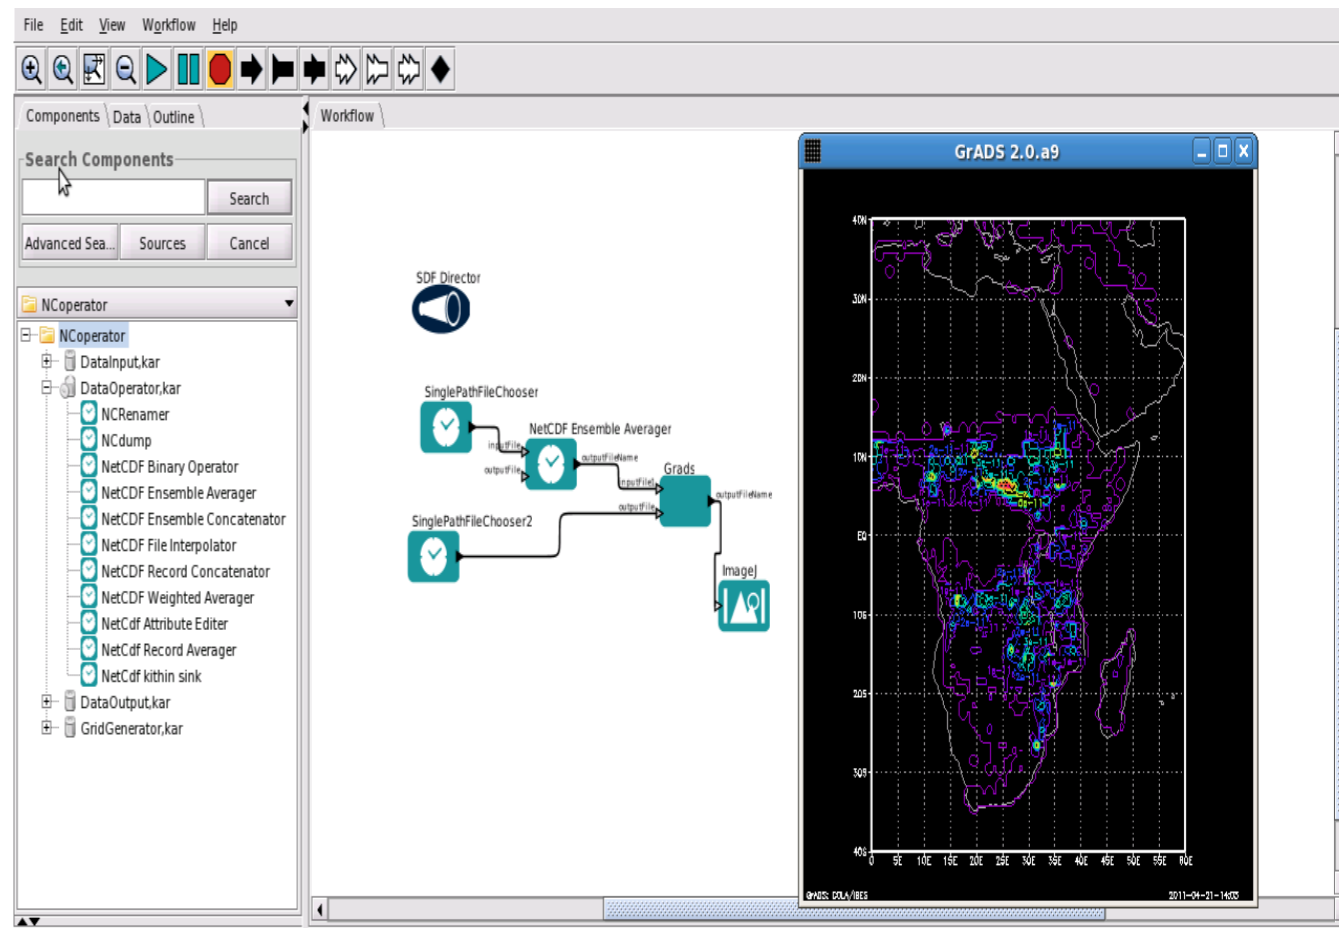 File Edit View Workflow Help
Components Data Outline
Workflow
Search Components
Search
Advanced Sea... Sources Cancel
NCoperator
NCoperator
DataInput,kar
DataOperator,kar
NCRenamer
NCdump
NetCDF Binary Operator
NetCDF Ensemble Averager
NetCDF Ensemble Concatenator
NetCDF File Interpolator
NetCDF Record Concatenator
NetCDF Weighted Averager
NetCdf Attribute Editer
NetCdf Record Averager
NetCdf kithin sink
DataOutput,kar
GridGenerator,kar
SDF Director
SinglePathFileChooser
NetCDF Ensemble Averager
inputFile
outputFile
outputFileName
Grads
inputFile1
outputFile
outputFileName
SinglePathFileChooser2
ImageJ
GrADS 2.0.a9
40N
30N
20N
10N
EQ
10S
20S
30S
40S
0 5E 10E 15E 20E 25E 30E 35E 40E 45E 50E 55E 60E
GrADS: COLA/IGES
2011-04-21-14:03